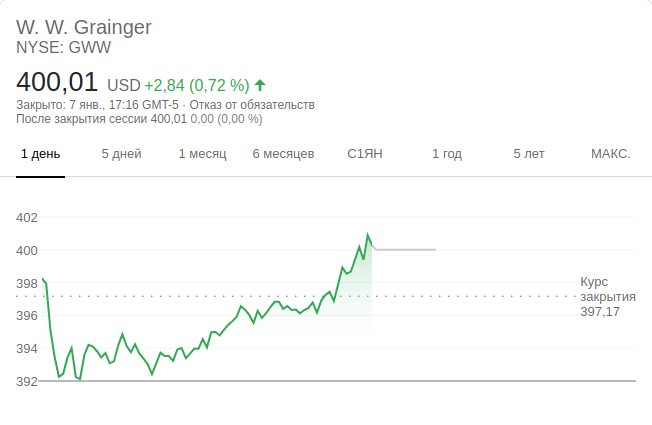 W. W. Grainger
NYSE: GWW
400,01 USD +2,84 (0,72 %)
Закрыто: 7 янв., 17:16 GMT-5 · Отказ от обязательств
После закрытия сессии 400,01 0,00 (0,00 %)
1 день 5 дней 1 месяц 6 месяцев С1ЯН 1 год 5 лет МАКС.
402
400
398
396
394
392
Курс
закрытия
397,17